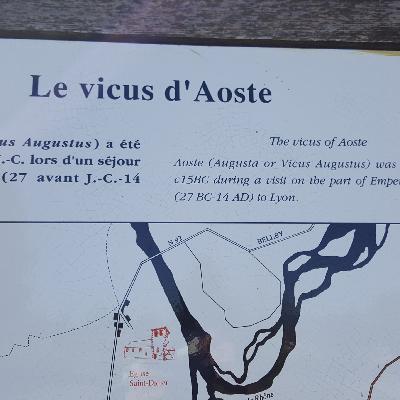 Le vicus d'Aoste
us Augustus) a été
J.-C. lors d'un séjour
(27 avant J.-C.-14
The vicus of Aoste
Aoste (Augusta or Vicus Augustus) was
c15BC during a visit on the part of Empe
(27 BC-14 AD) to Lyon.
N 92
BELLEY
Eglise
Saint-Didier
le Rhône